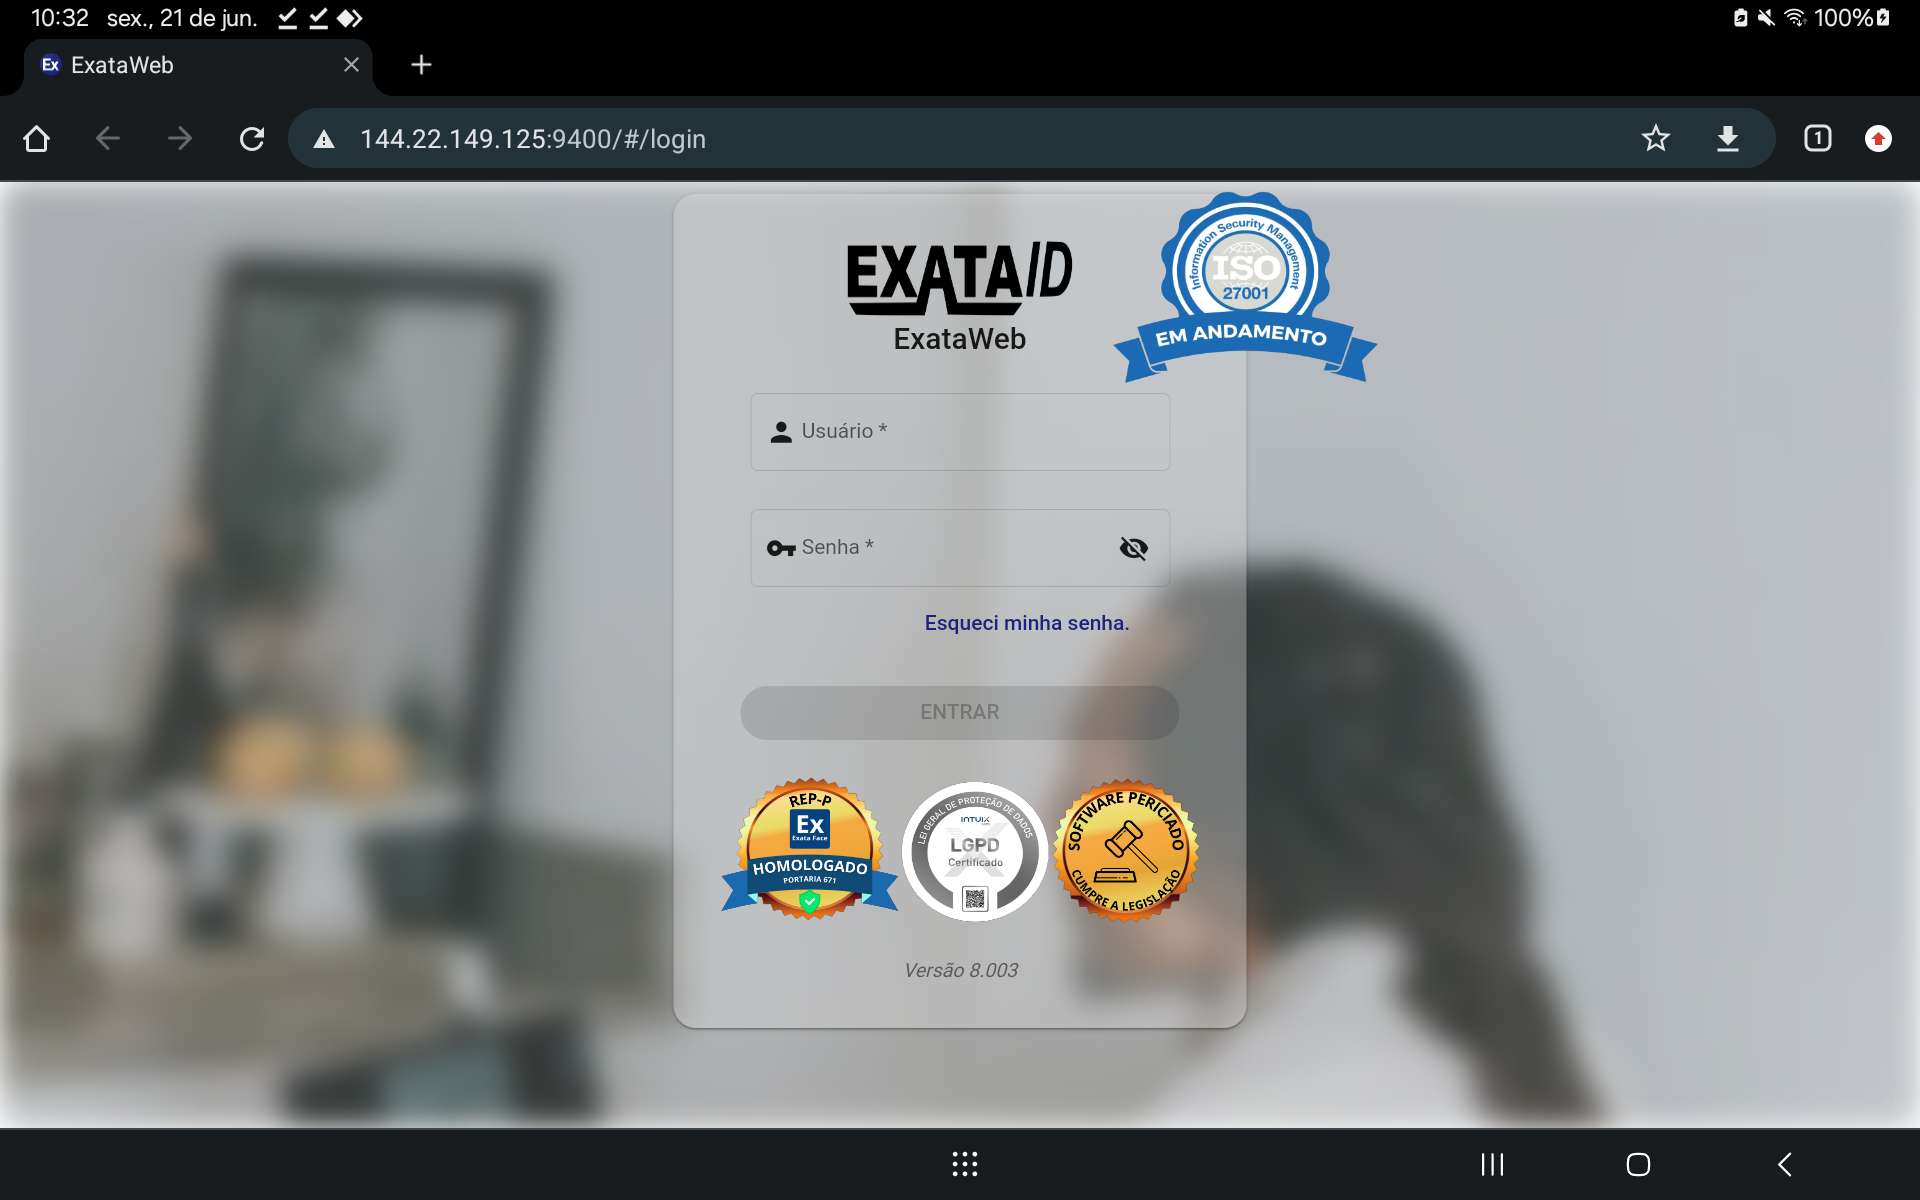 10:32 sex., 21 de jun.
100%
Ex ExataWeb
144.22.149.125:9400/#/login
1
EXATAID
ExataWeb
Information Security Management
ISO
27001
EM ANDAMENTO
Usuário *
Senha *
Esqueci minha senha.
ENTRAR
REP-P
Ex
Exata Face
HOMOLOGADO
PORTARIA 671
LEI GERAL DE PROTEÇÃO DE DADOS
INTUIX
LGPD
Certificado
SOFTWARE PERICIADO
CUMPRE A LEGISLAÇÃO
Versão 8.003